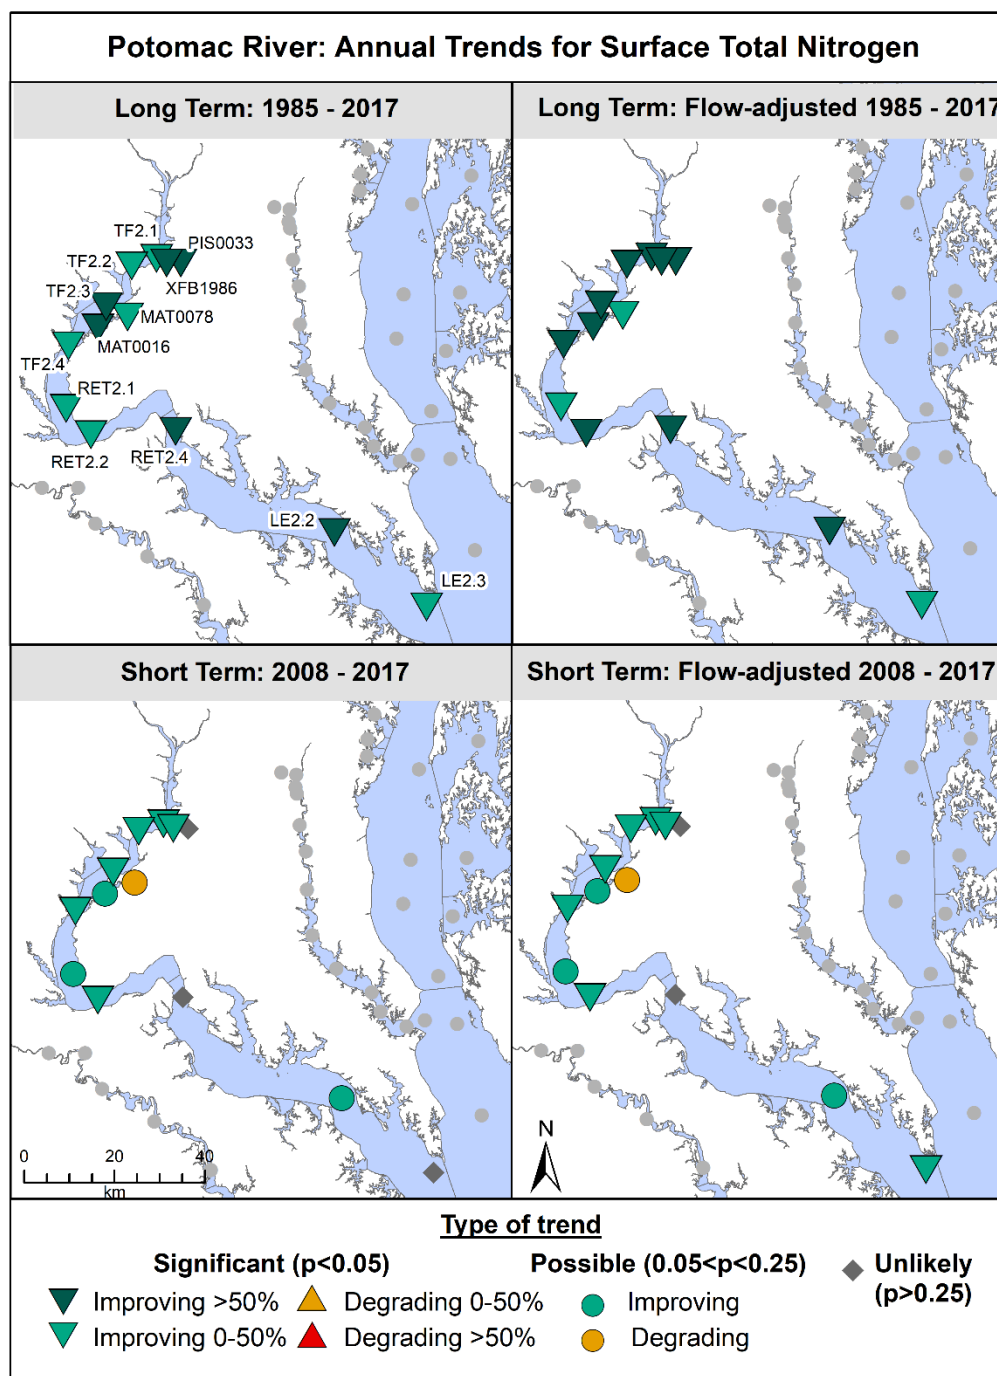 Potomac River: Annual Trends for Surface Total Nitrogen
Long Term: 1985 - 2017
Long Term: Flow-adjusted 1985 - 2017
TF2.1
PIS0033
TF2.2
XFB1986
TF2.3
MAT0078
MAT0016
TF2.4
RET2.1
RET2.2
RET2.4
LE2.2
LE2.3
Short Term: 2008 - 2017
Short Term: Flow-adjusted 2008 - 2017
0 20 40
km
N
Type of trend
Significant (p<0.05)
Possible (0.05<p<0.25)
Unlikely
(p>0.25)
Improving >50%
Degrading 0-50%
Improving
Improving 0-50%
Degrading >50%
Degrading